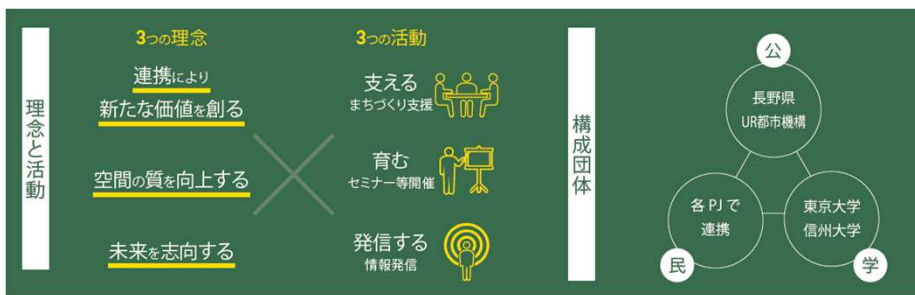 理念と活動
3つの理念
連携により
新たな価値を創る
空間の質を向上する
未来を志向する
3つの活動
支える
まちづくり支援
育む
セミナー等開催
発信する
情報発信
構成団体
公
長野県
UR都市機構
各PJで
連携
民
東京大学
信州大学
学